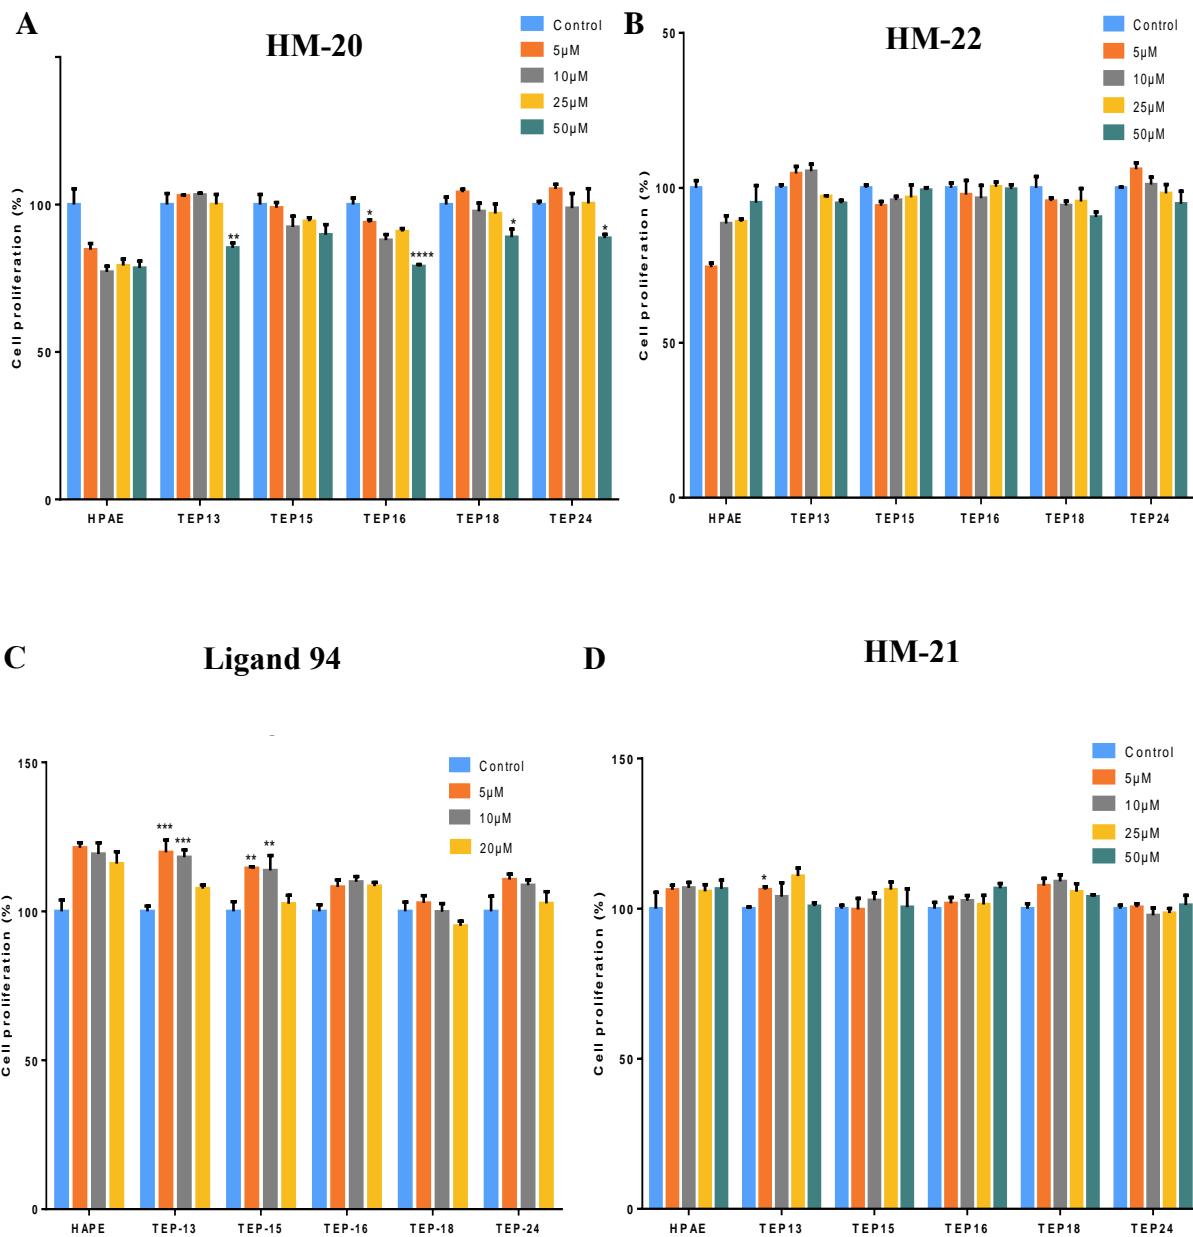 A
HM-20
Control
5µM
10µM
25µM
50µM
Cell proliferation (%)
100
50
0
**
*
****
*
*
HPAE TEP13 TEP15 TEP16 TEP18 TEP24
B
HM-22
Control
5µM
10µM
25µM
50µM
Cell proliferation (%)
50
100
50
0
HPAE TEP13 TEP15 TEP16 TEP18 TEP24
C
Ligand 94
Control
5µM
10µM
20µM
Cell proliferation (%)
150
100
50
0
***
***
**
**
HAPE TEP-13 TEP-15 TEP-16 TEP-18 TEP-24
D
HM-21
Control
5µM
10µM
25µM
50µM
Cell proliferation (%)
150
100
50
0
*
HPAE TEP13 TEP15 TEP16 TEP18 TEP24